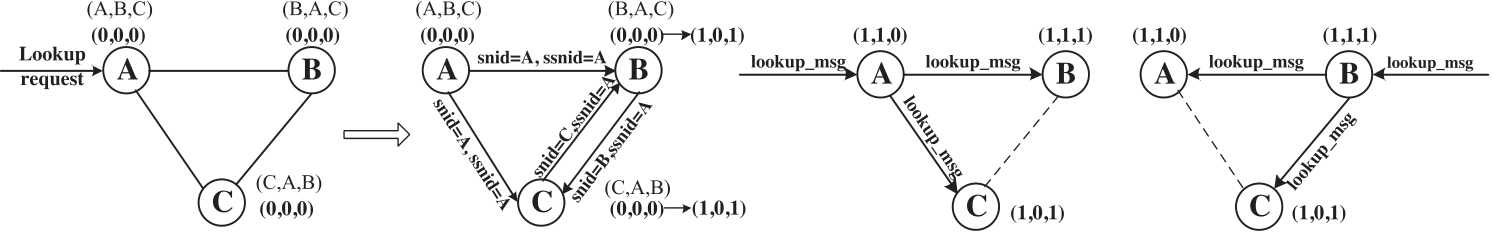 (A,B,C)
(0,0,0)
(B,A,C)
(0,0,0)
Lookup
request
A
B
C
(C,A,B)
(0,0,0)
(A,B,C)
(0,0,0)
(B,A,C)
(0,0,0)
(1,0,1)
A
snid=A, ssnid=A
B
snid=A, ssnid=A
snid=C,ssnid=A
snid=B,ssnid=A
C
(C,A,B)
(0,0,0)
(1,0,1)
(1,1,0)
(1,1,1)
lookup_msg
A
lookup_msg
B
lookup_msg
C
(1,0,1)
(1,1,0)
(1,1,1)
A
lookup_msg
B
lookup_msg
lookup_msg
C
(1,0,1)